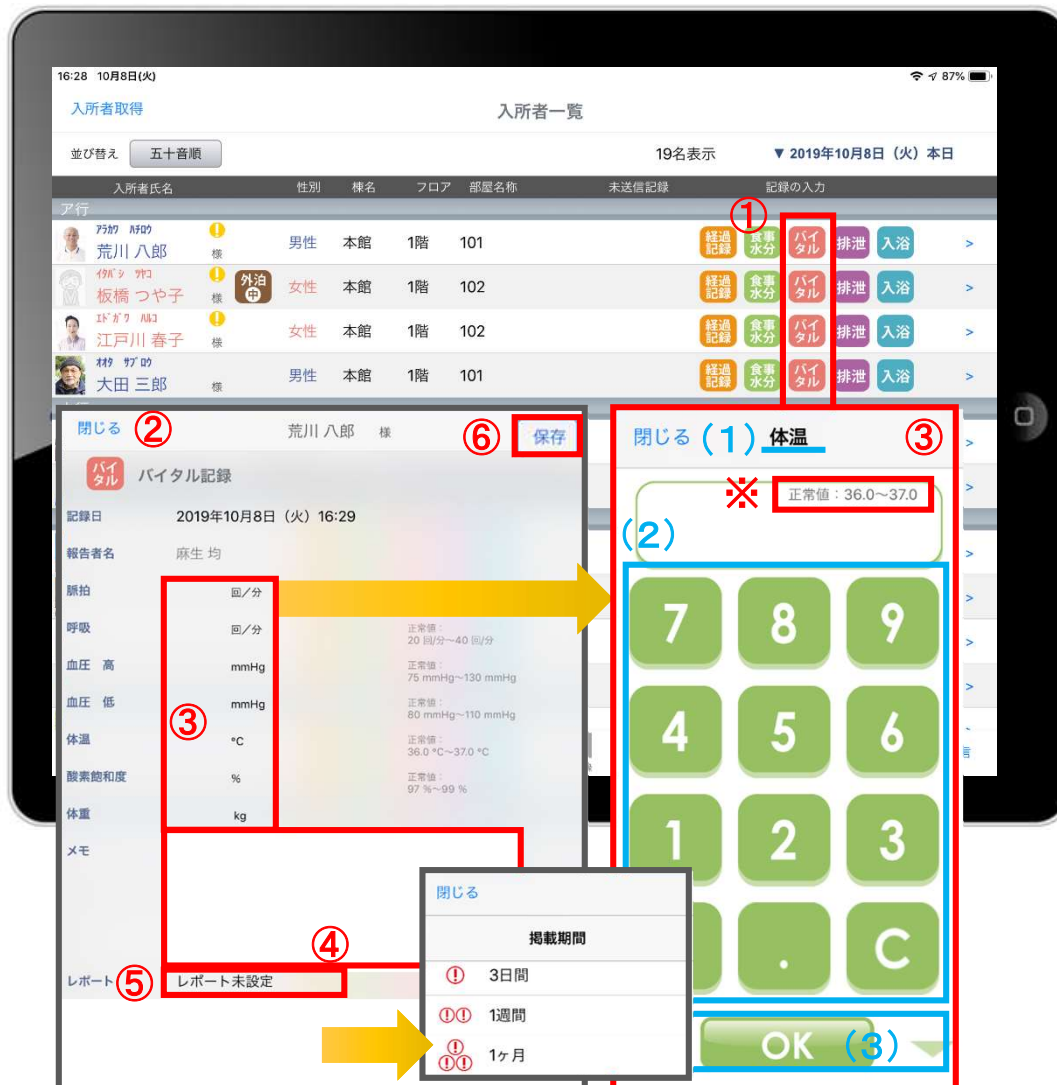 16:28 10月8日(火)
87%
入所者取得
入所者一覧
並び替え 五十音順
19名表示
▼ 2019年10月8日（火）本日
入所者氏名 性別 棟名 フロア 部屋名称 未送信記録 記録の入力
ア行
①
アラカワ ハチロウ
荒川 八郎 様 男性 本館 1階 101 経過記録 食事水分 バイタル 排泄 入浴 >
イタバシ ツヤコ
板橋 つや子 様 外泊中 女性 本館 1階 102 経過記録 食事水分 バイタル 排泄 入浴 >
エドガワ ハルコ
江戸川 春子 様 女性 本館 1階 102 経過記録 食事水分 バイタル 排泄 入浴 >
オオタ サブロウ
大田 三郎 様 男性 本館 1階 101 経過記録 食事水分 バイタル 排泄 入浴 >
閉じる ② 荒川 八郎 様 ⑥ 保存
バイタル バイタル記録
記録日 2019年10月8日（火）16:29
報告者名 麻生 均
脈拍 回／分
呼吸 回／分 正常値：
20 回/分～40 回/分
血圧 高 mmHg 正常値：
75 mmHg～130 mmHg
血圧 低 mmHg 正常値：
80 mmHg～110 mmHg
③
体温 °C 正常値：
36.0 °C～37.0 °C
酸素飽和度 % 正常値：
97 %～99 %
体重 kg
メモ
④
レポート ⑤ レポート未設定
閉じる
掲載期間
3日間
1週間
1ヶ月
閉じる （1） 体温 ③
※ 正常値：36.0～37.0
（2）
7 8 9
4 5 6
1 2 3
. C
OK （3）